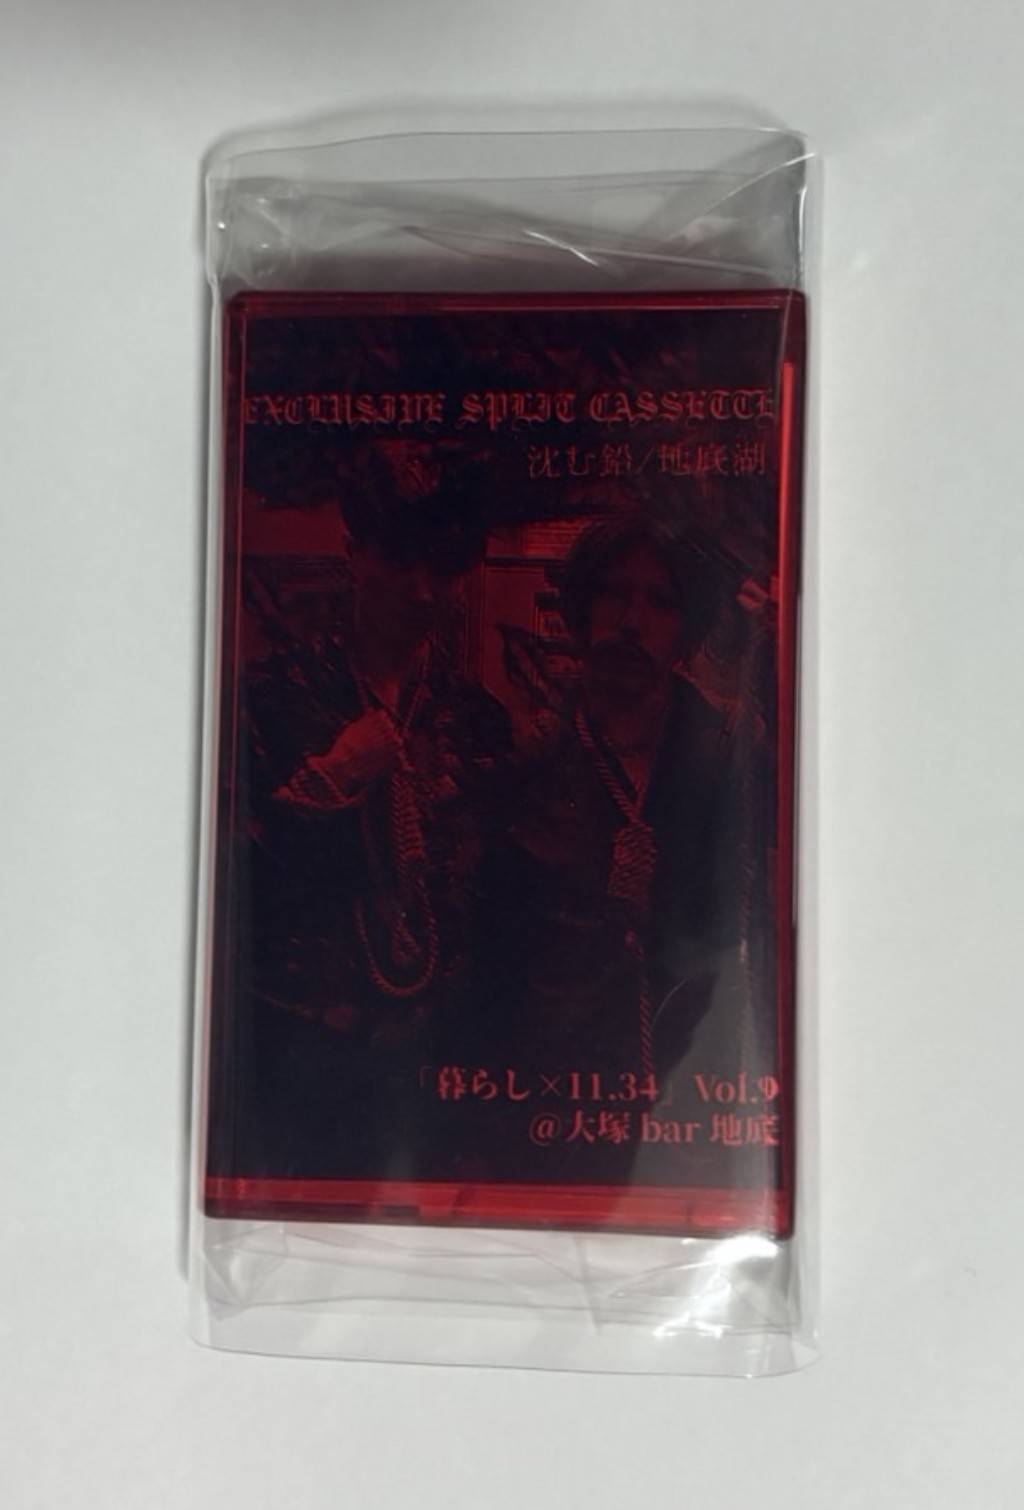 EXCLUSIVE SPLIT CASSETTE
沈む鉛/地底湖
「暮らし×11.34」 Vol.9
@大塚 bar 地底